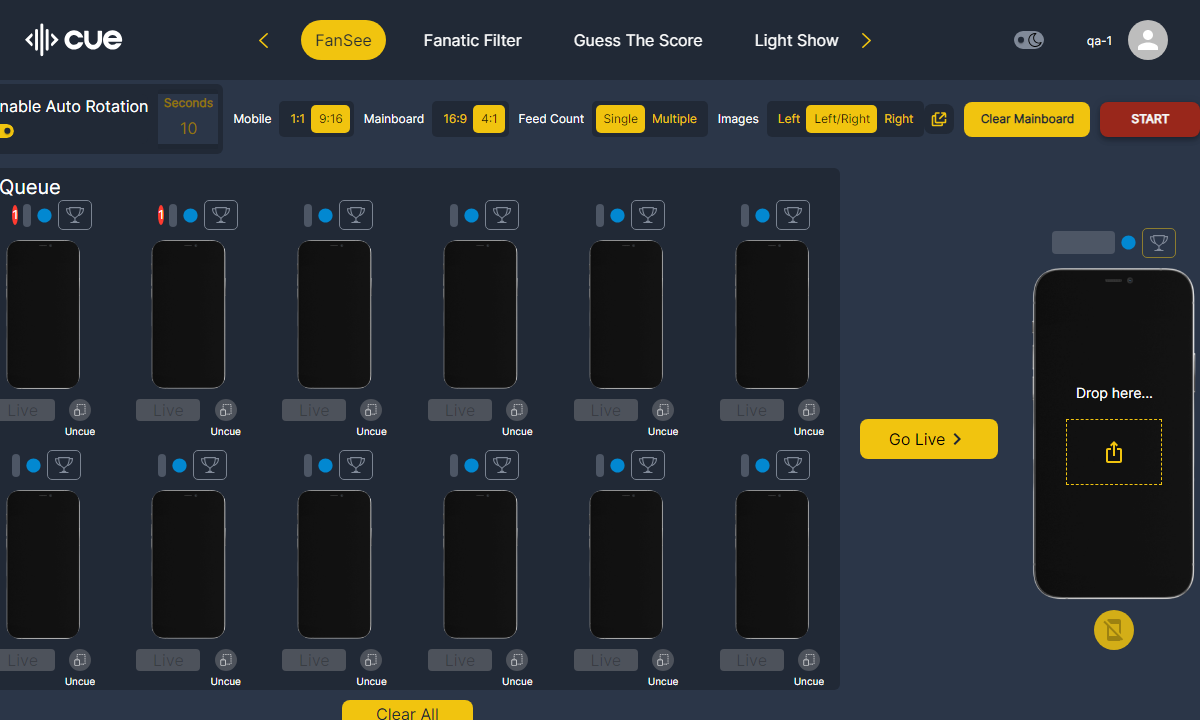 cue
FanSee
Fanatic Filter
Guess The Score
Light Show
qa-1
nable Auto Rotation
Seconds
10
Mobile
1:1
9:16
Mainboard
16:9
4:1
Feed Count
Single
Multiple
Images
Left
Left/Right
Right
Clear Mainboard
START
Queue
1
1
Live
Live
Live
Live
Live
Live
Uncue
Uncue
Uncue
Uncue
Uncue
Uncue
Go Live
Drop here...
Live
Live
Live
Live
Live
Live
Uncue
Uncue
Uncue
Uncue
Uncue
Uncue
Clear All